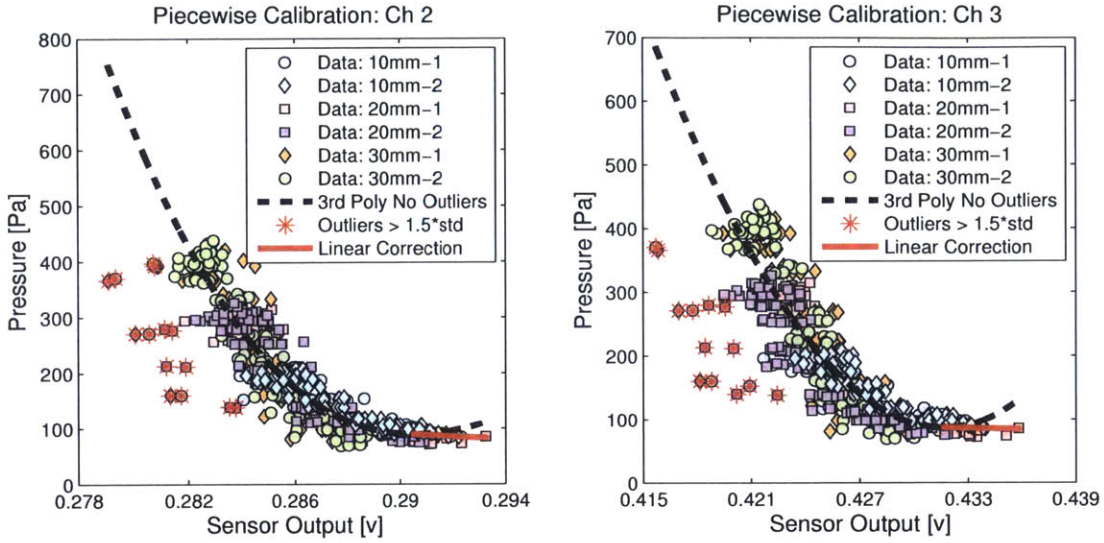 Piecewise Calibration: Ch 2
800
700
600
500
400
300
200
100
0
Pressure [Pa]
Data: 10mm−1
Data: 10mm−2
Data: 20mm−1
Data: 20mm−2
Data: 30mm−1
Data: 30mm−2
3rd Poly No Outliers
Outliers > 1.5*std
Linear Correction
0.278 0.282 0.286 0.29 0.294
Sensor Output [v]
Piecewise Calibration: Ch 3
700
600
500
400
300
200
100
0
Pressure [Pa]
Data: 10mm−1
Data: 10mm−2
Data: 20mm−1
Data: 20mm−2
Data: 30mm−1
Data: 30mm−2
3rd Poly No Outliers
Outliers > 1.5*std
Linear Correction
0.415 0.421 0.427 0.433 0.439
Sensor Output [v]